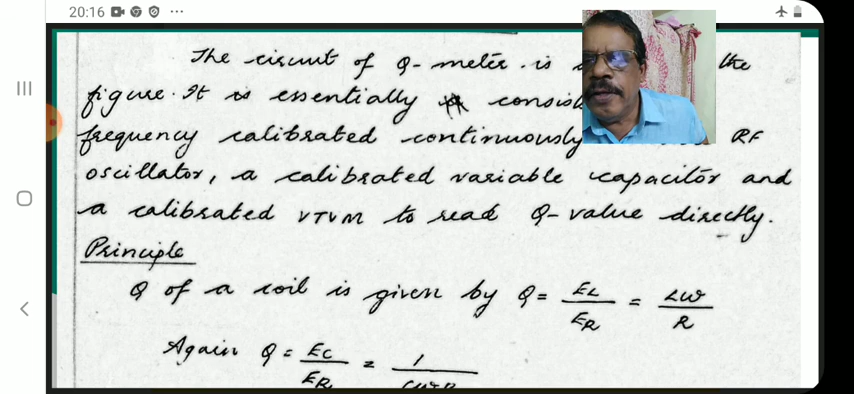 20:16
The circuit of Q-meter is the
figure. It is essentially
frequency calibrated continuously RF
oscillator, a calibrated variable capacitor and
a calibrated VTVM to read Q-value directly.
Principle
Q of a coil is given by Q = EL/ER = Lω/R
Again Q = EC/ER = 1/CωR